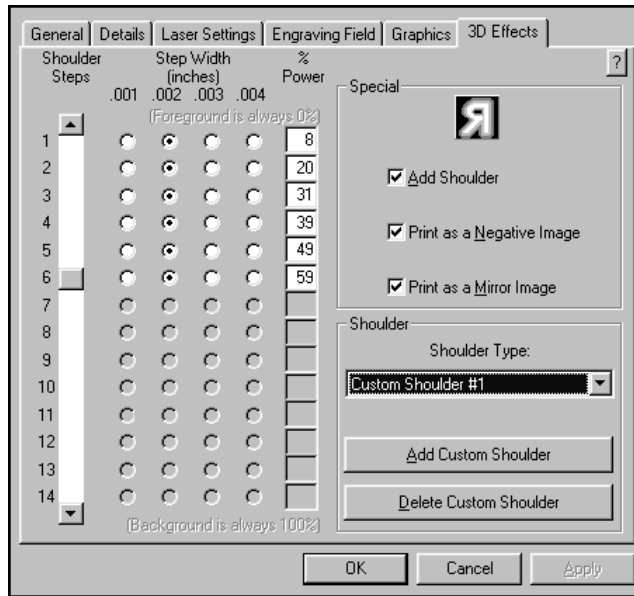 General Details Laser Settings Engraving Field Graphics 3D Effects
Shoulder Steps
Step Width (inches)
% Power
.001 .002 .003 .004
(Foreground is always 0%)
1 8
2 20
3 31
4 39
5 49
6 59
7
8
9
10
11
12
13
14
(Background is always 100%)
?
Special
R
Add Shoulder
Print as a Negative Image
Print as a Mirror Image
Shoulder
Shoulder Type:
Custom Shoulder #1
Add Custom Shoulder
Delete Custom Shoulder
OK Cancel Apply